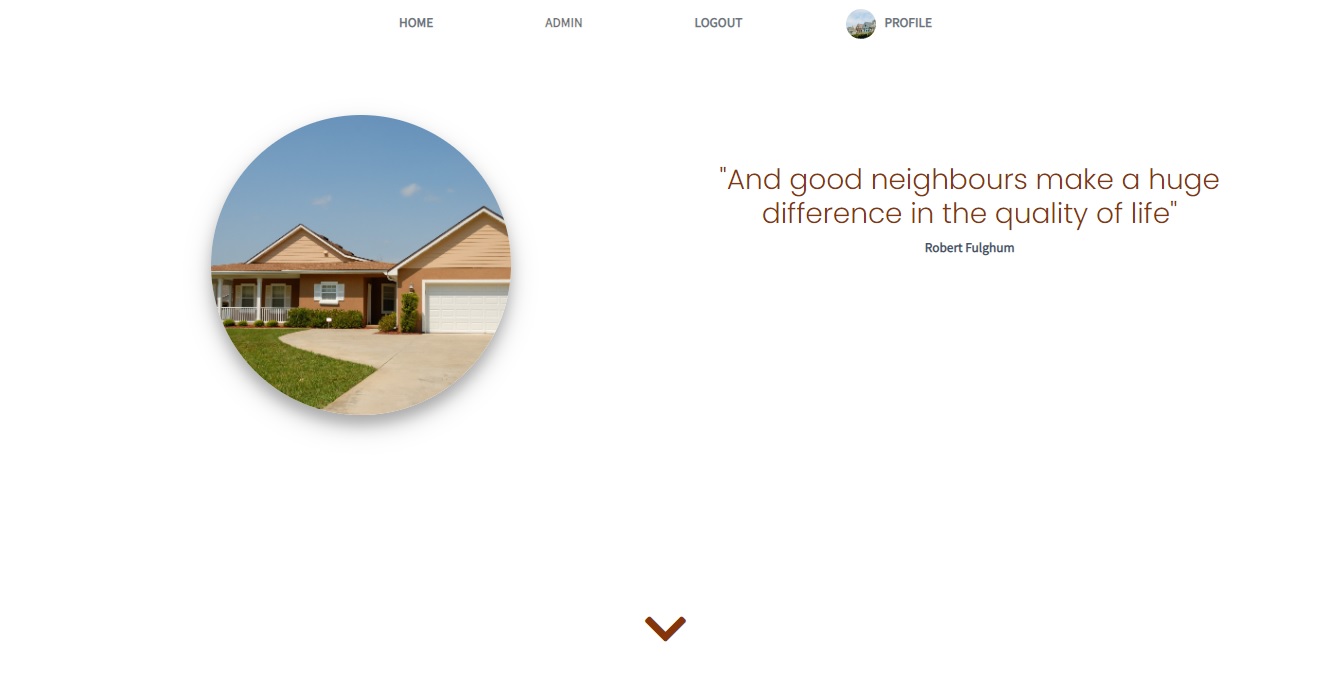 HOME
ADMIN
LOGOUT
PROFILE
"And good neighbours make a huge
difference in the quality of life"
Robert Fulghum